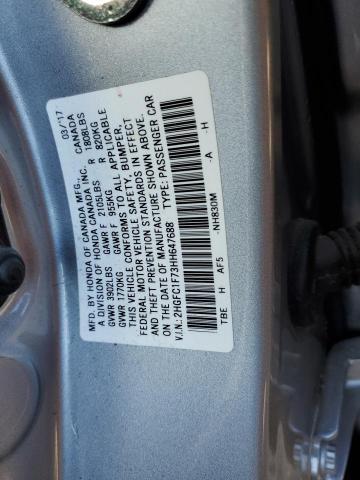 MFD. BY HONDA OF CANADA MFG., 03/'17
A DIVISION OF HONDA CANADA INC., CANADA
GVWR 3902LBS GAWR F 2105LBS R 1808LBS
GVWR 1770KG GAWR F 955KG R 820KG
THIS VEHICLE CONFORMS TO ALL APPLICABLE
FEDERAL MOTOR VEHICLE SAFETY, BUMPER,
AND THEFT PREVENTION STANDARDS IN EFFECT
ON THE DATE OF MANUFACTURE SHOWN ABOVE.
V.I.N.: 2HGFC1F73HH647688 TYPE: PASSENGER CAR
-NH830M -A -H
TBE H AF5